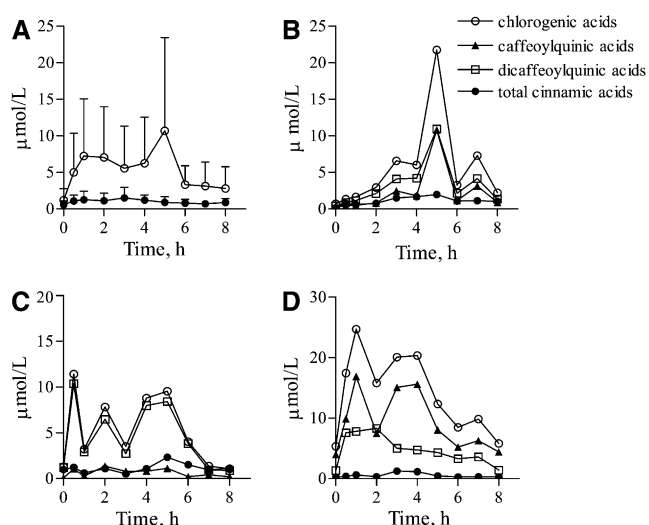 A
B
chlorogenic acids
caffeoylquinic acids
dicaffeoylquinic acids
total cinnamic acids
25
20
15
10
5
0
μmol/L
0 2 4 6 8
Time, h
25
20
15
10
5
0
μ mol/L
0 2 4 6 8
Time, h
C
20
15
10
5
0
μmol/L
0 2 4 6 8
Time, h
D
30
20
10
0
μmol/L
0 2 4 6 8
Time, h